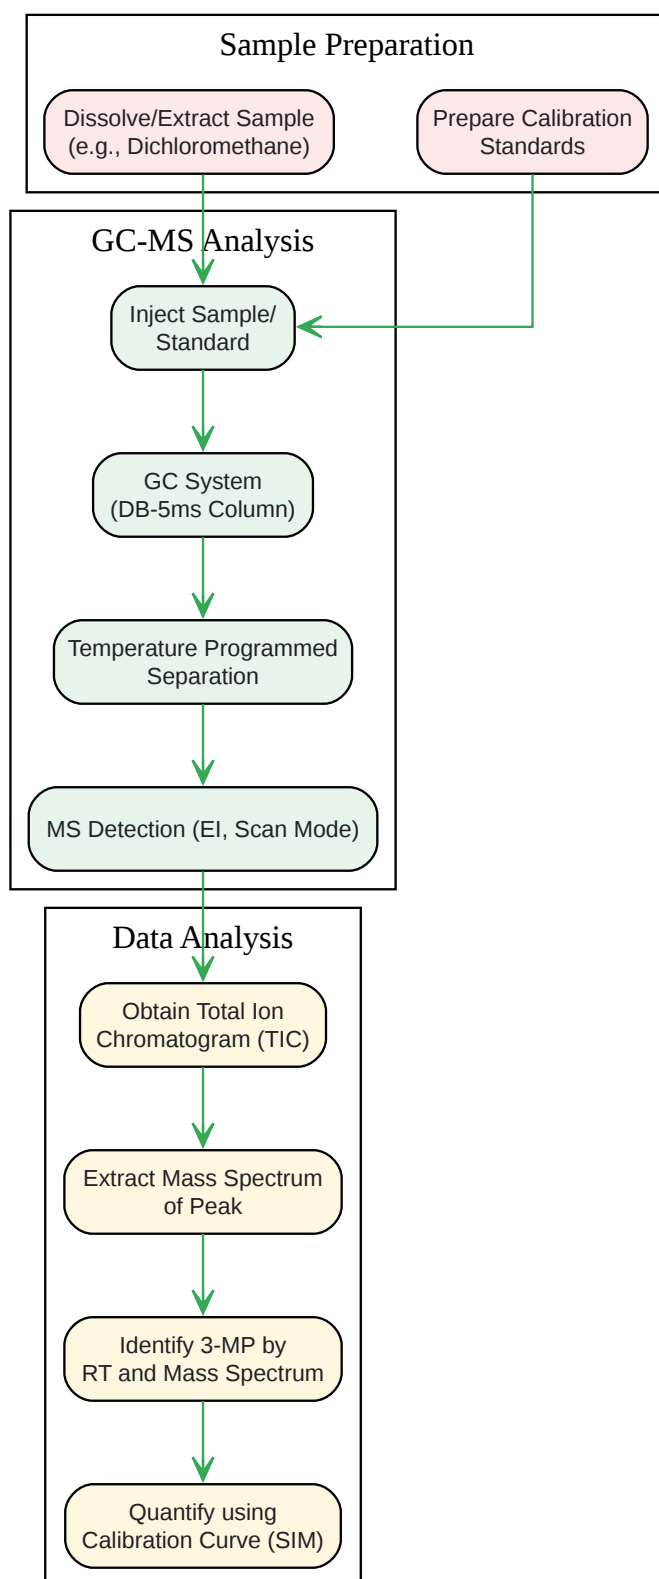 Sample Preparation
Dissolve/Extract Sample
(e.g., Dichloromethane)
Prepare Calibration
Standards
GC-MS Analysis
Inject Sample/
Standard
GC System
(DB-5ms Column)
Temperature Programmed
Separation
MS Detection (EI, Scan Mode)
Data Analysis
Obtain Total Ion
Chromatogram (TIC)
Extract Mass Spectrum
of Peak
Identify 3-MP by
RT and Mass Spectrum
Quantify using
Calibration Curve (SIM)